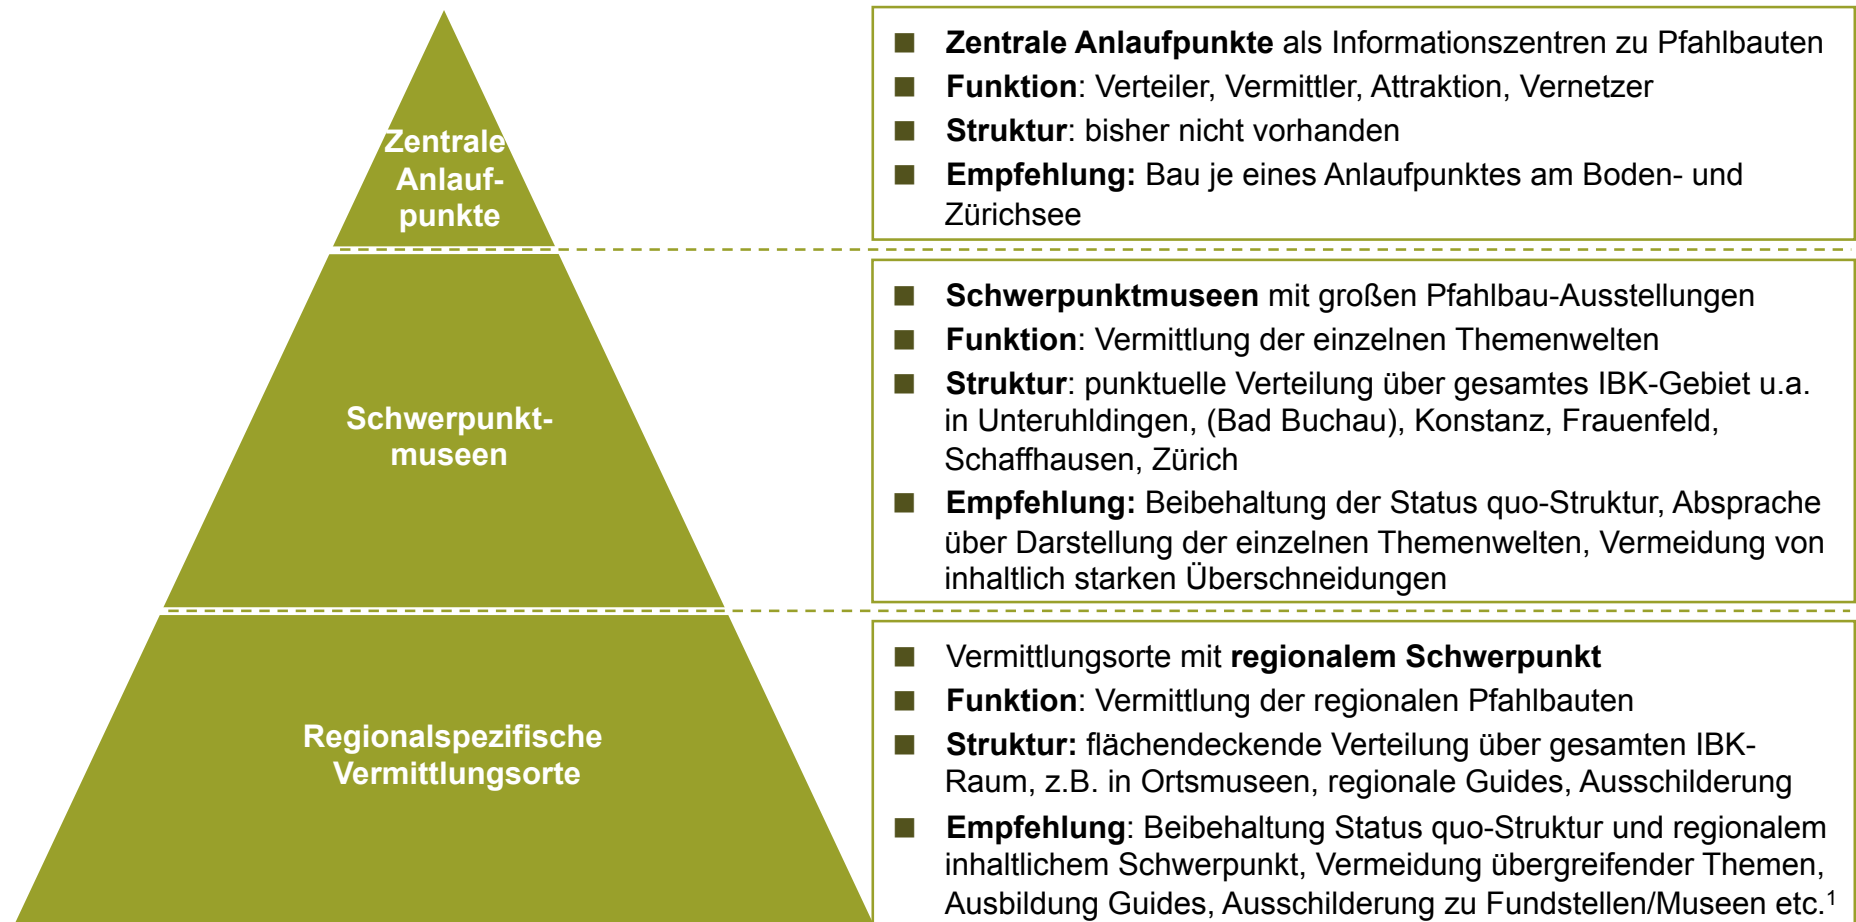 Zentrale
Anlauf-
punkte
Zentrale Anlaufpunkte als Informationszentren zu Pfahlbauten
Funktion: Verteiler, Vermittler, Attraktion, Vernetzer
Struktur: bisher nicht vorhanden
Empfehlung: Bau je eines Anlaufpunktes am Boden- und
Zürichsee
Schwerpunkt-
museen
Schwerpunktmuseen mit großen Pfahlbau-Ausstellungen
Funktion: Vermittlung der einzelnen Themenwelten
Struktur: punktuelle Verteilung über gesamtes IBK-Gebiet u.a.
in Unteruhldingen, (Bad Buchau), Konstanz, Frauenfeld,
Schaffhausen, Zürich
Empfehlung: Beibehaltung der Status quo-Struktur, Absprache
über Darstellung der einzelnen Themenwelten, Vermeidung von
inhaltlich starken Überschneidungen
Regionalspezifische
Vermittlungsorte
Vermittlungsorte mit regionalem Schwerpunkt
Funktion: Vermittlung der regionalen Pfahlbauten
Struktur: flächendeckende Verteilung über gesamten IBK-
Raum, z.B. in Ortsmuseen, regionale Guides, Ausschilderung
Empfehlung: Beibehaltung Status quo-Struktur und regionalem
inhaltlichem Schwerpunkt, Vermeidung übergreifender Themen,
Ausbildung Guides, Ausschilderung zu Fundstellen/Museen etc.¹